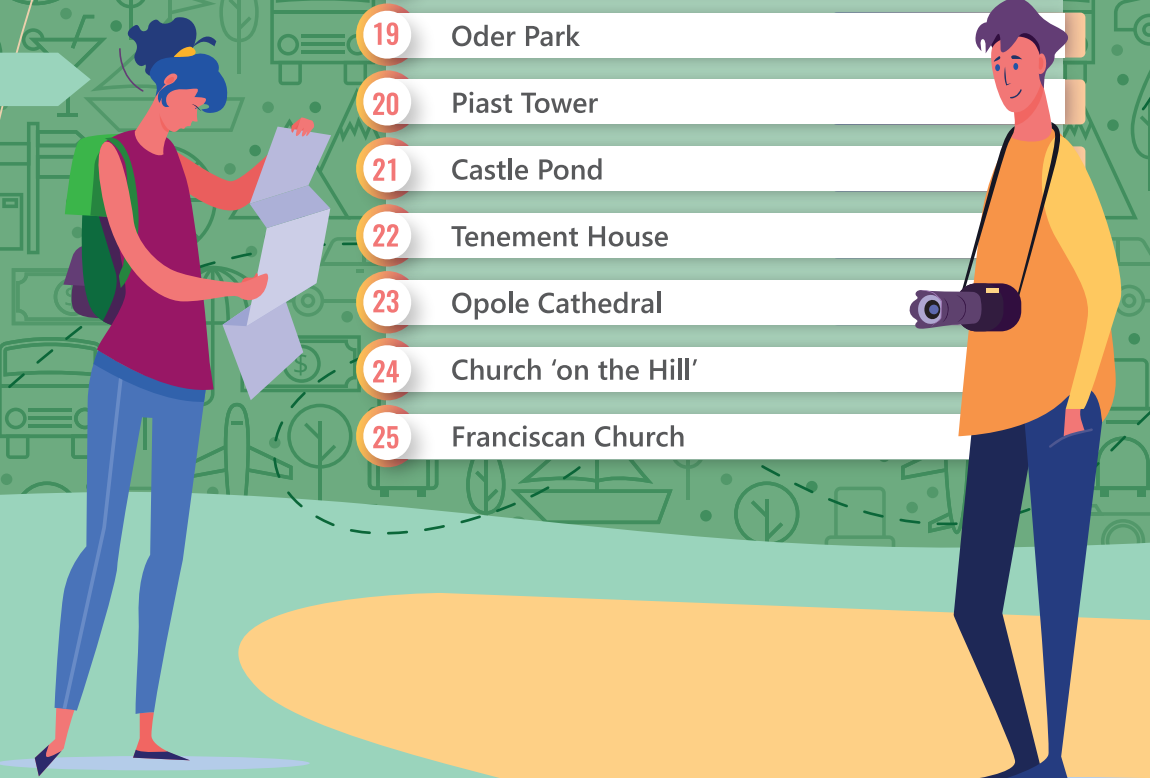 19 Oder Park
20 Piast Tower
21 Castle Pond
22 Tenement House
23 Opole Cathedral
24 Church ‘on the Hill’
25 Franciscan Church